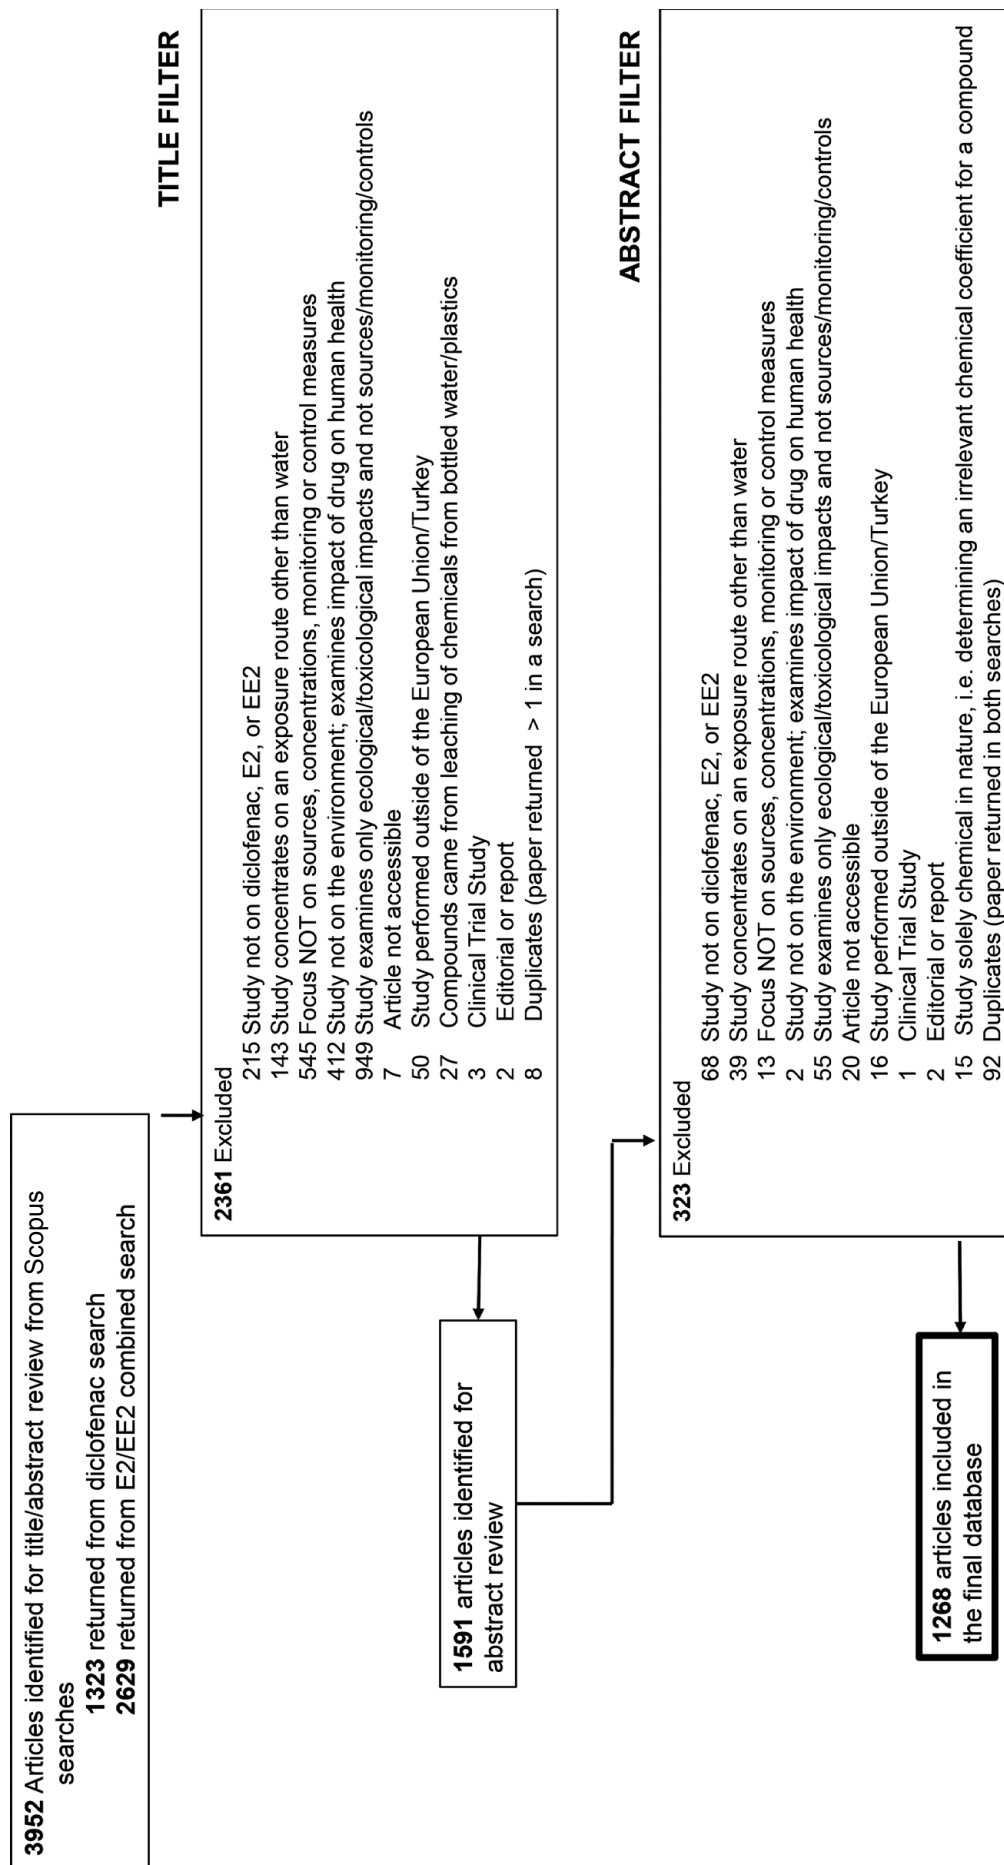 3952 Articles identified for title/abstract review from Scopus
searches
1323 returned from diclofenac search
2629 returned from E2/EE2 combined search
TITLE FILTER
2361 Excluded
215 Study not on diclofenac, E2, or EE2
143 Study concentrates on an exposure route other than water
545 Focus NOT on sources, concentrations, monitoring or control measures
412 Study not on the environment; examines impact of drug on human health
949 Study examines only ecological/toxicological impacts and not sources/monitoring/controls
7 Article not accessible
50 Study performed outside of the European Union/Turkey
27 Compounds came from leaching of chemicals from bottled water/plastics
3 Clinical Trial Study
2 Editorial or report
8 Duplicates (paper returned > 1 in a search)
1591 articles identified for
abstract review
ABSTRACT FILTER
323 Excluded
68 Study not on diclofenac, E2, or EE2
39 Study concentrates on an exposure route other than water
13 Focus NOT on sources, concentrations, monitoring or control measures
2 Study not on the environment; examines impact of drug on human health
55 Study examines only ecological/toxicological impacts and not sources/monitoring/controls
20 Article not accessible
16 Study performed outside of the European Union/Turkey
1 Clinical Trial Study
2 Editorial or report
15 Study solely chemical in nature, i.e. determining an irrelevant chemical coefficient for a compound
92 Duplicates (paper returned in both searches)
1268 articles included in
the final database